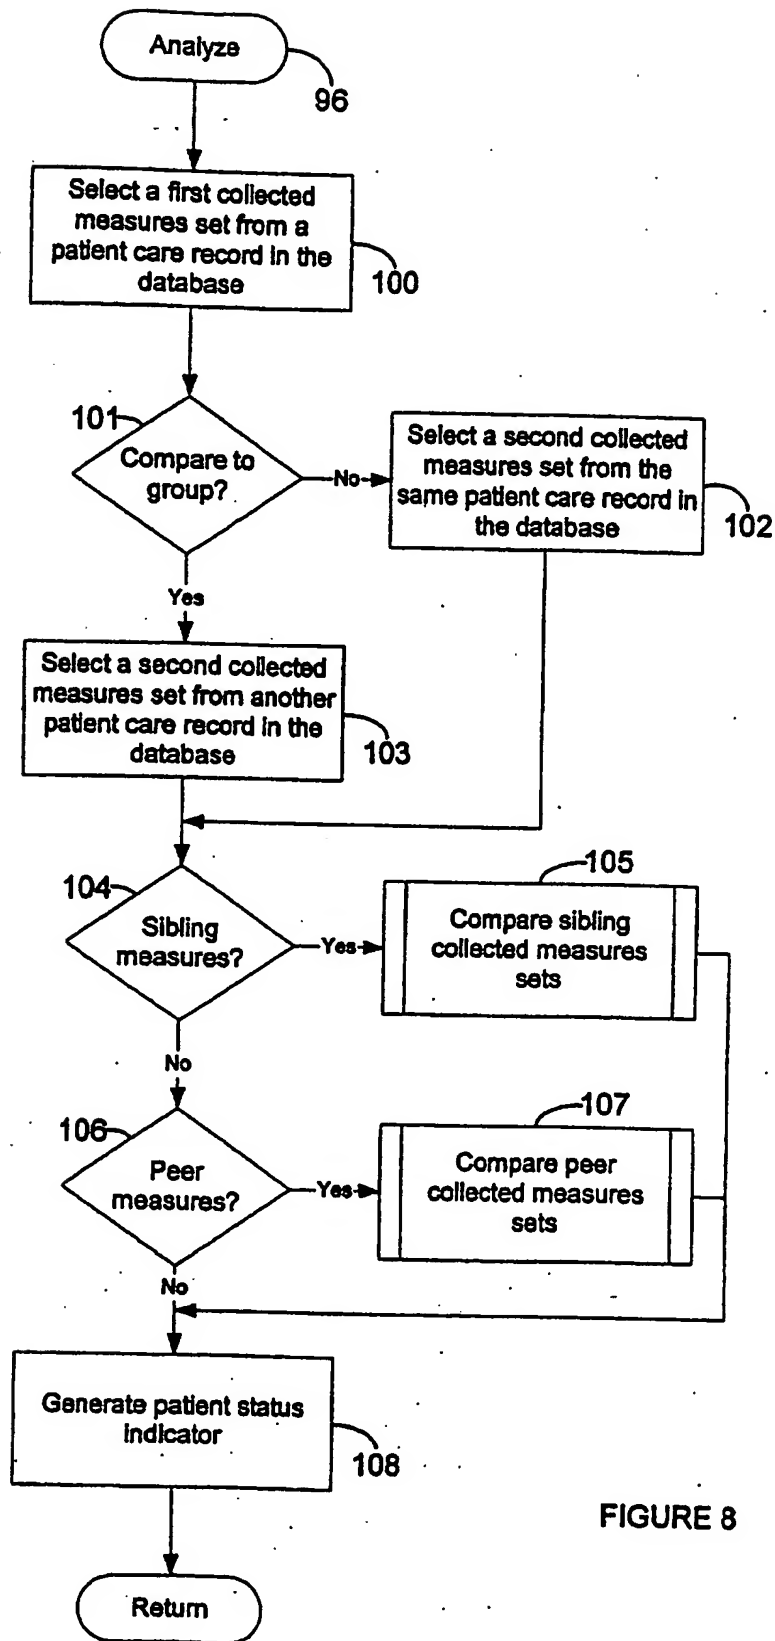 Analyze
96
Select a first collected
measures set from a
patient care record in the
database
100
101
Compare to
group?
No
Select a second collected
measures set from the
same patient care record in
the database
102
Yes
Select a second collected
measures set from another
patient care record in the
database
103
104
Sibling
measures?
Yes
105
Compare sibling
collected measures
sets
No
106
Peer
measures?
Yes
107
Compare peer
collected measures
sets
No
Generate patient status
indicator
108
FIGURE 8
Return